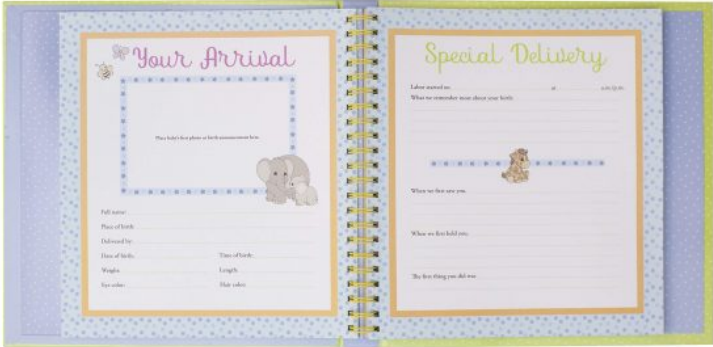 Your Arrival
Place baby's first photo or birth announcement here.
Full name:
Place of birth:
Delivered by:
Date of birth: Time of birth:
Weight: Length:
Eye color: Hair color:
Special Delivery
Labor started on: at
What we remember most about your birth:
When we first saw you:
When we first held you:
The first thing you did was: